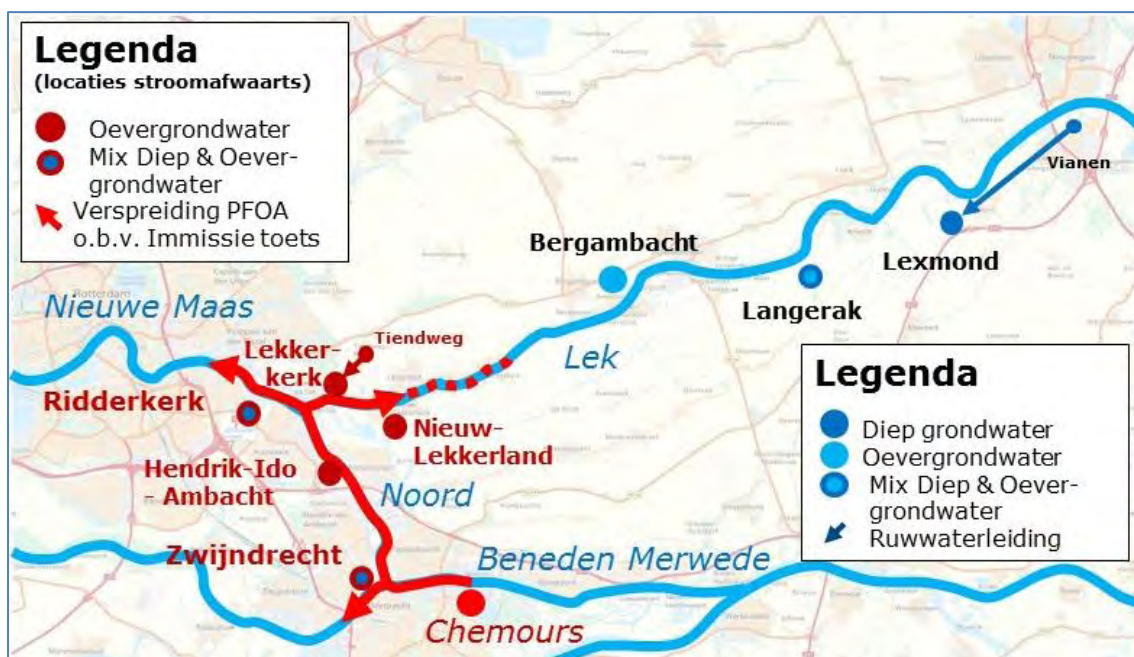 Legenda
(locaties stroomafwaarts)
Oevergrondwater
Mix Diep & Oever-
grondwater
Verspreiding PFOA
o.b.v. Immissie toets
Vianen
Bergambacht
Lexmond
Langerak
Nieuwe Maas
Rotterdam
Tiendweg
Lekker-
kerk
Lek
Ridderkerk
Nieuw-
Lekkerland
Hendrik-Ido
- Ambacht
Noord
Zwijndrecht
Beneden Merwede
Chemours
Legenda
Diep grondwater
Oevergrondwater
Mix Diep & Oever-
grondwater
Ruwwaterleiding